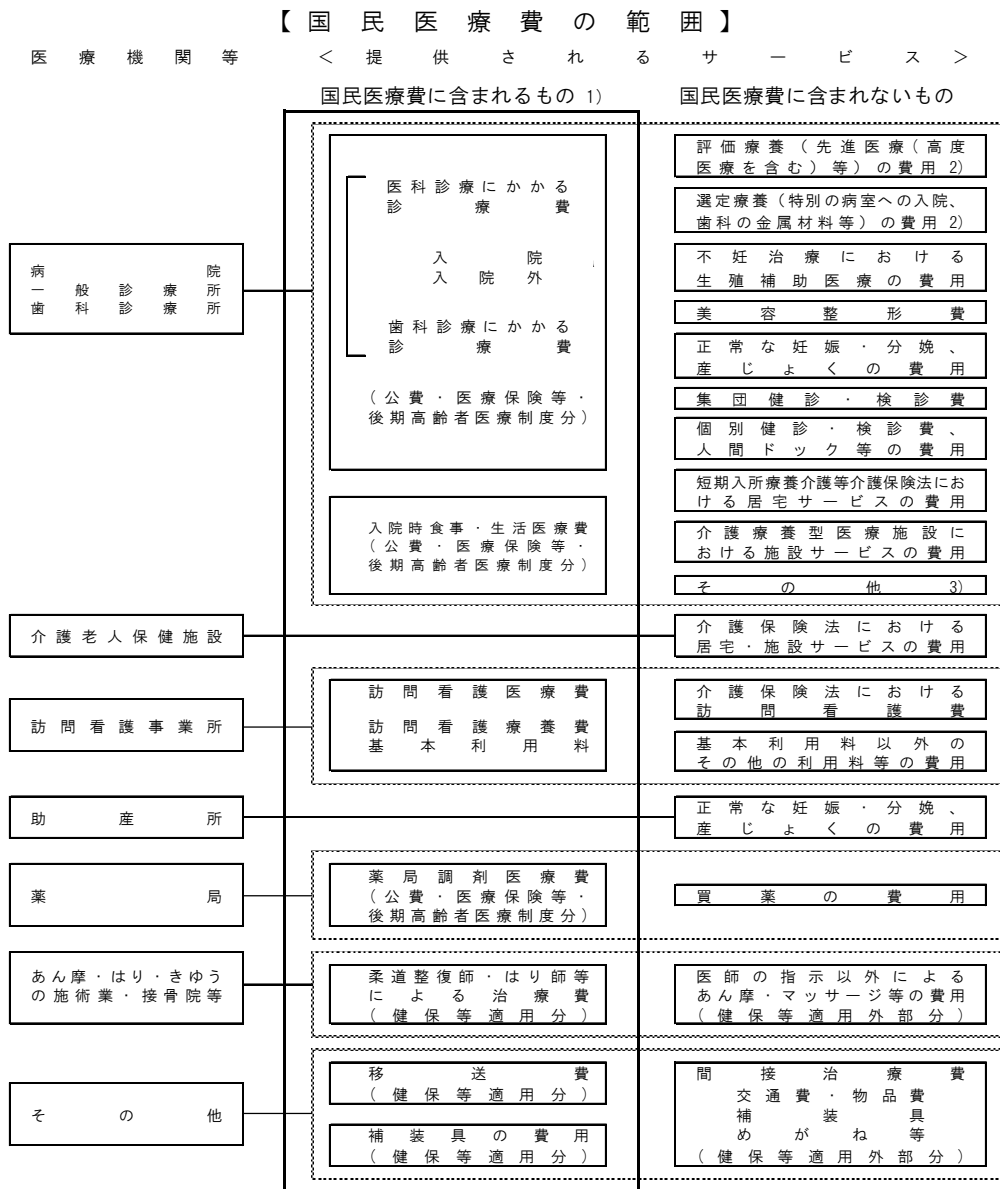 【国民医療費の範囲】
医療機関等 ＜提供されるサービス＞
国民医療費に含まれるもの 1) 国民医療費に含まれないもの
病院
一般診療所
歯科診療所
医科診療にかかる
診療費
入院
入院外
歯科診療にかかる
診療費
（公費・医療保険等・
後期高齢者医療制度分）
入院時食事・生活医療費
（公費・医療保険等・
後期高齢者医療制度分）
評価療養（先進医療（高度
医療を含む）等）の費用 2)
選定療養（特別の病室への入院、
歯科の金属材料等）の費用 2)
不妊治療における
生殖補助医療の費用
美容整形費
正常な妊娠・分娩、
産じょくの費用
集団健診・検診費
個別健診・検診費、
人間ドック等の費用
短期入所療養介護等介護保険法にお
ける居宅サービスの費用
介護療養型医療施設に
おける施設サービスの費用
その他 3)
介護老人保健施設
介護保険法における
居宅・施設サービスの費用
訪問看護事業所
訪問看護医療費
訪問看護療養費
基本利用料
介護保険法における
訪問看護費
基本利用料以外の
その他の利用料等の費用
助産所
正常な妊娠・分娩、
産じょくの費用
薬局
薬局調剤医療費
（公費・医療保険等・
後期高齢者医療制度分）
買薬の費用
あん摩・はり・きゆう
の施術業・接骨院等
柔道整復師・はり師等
による治療費
（健保等適用分）
医師の指示以外による
あん摩・マッサージ等の費用
（健保等適用外部分）
その他
移送費
（健保等適用分）
補装具の費用
（健保等適用分）
間接治療費
交通費・物品費
補装具
めがね等
（健保等適用外部分）